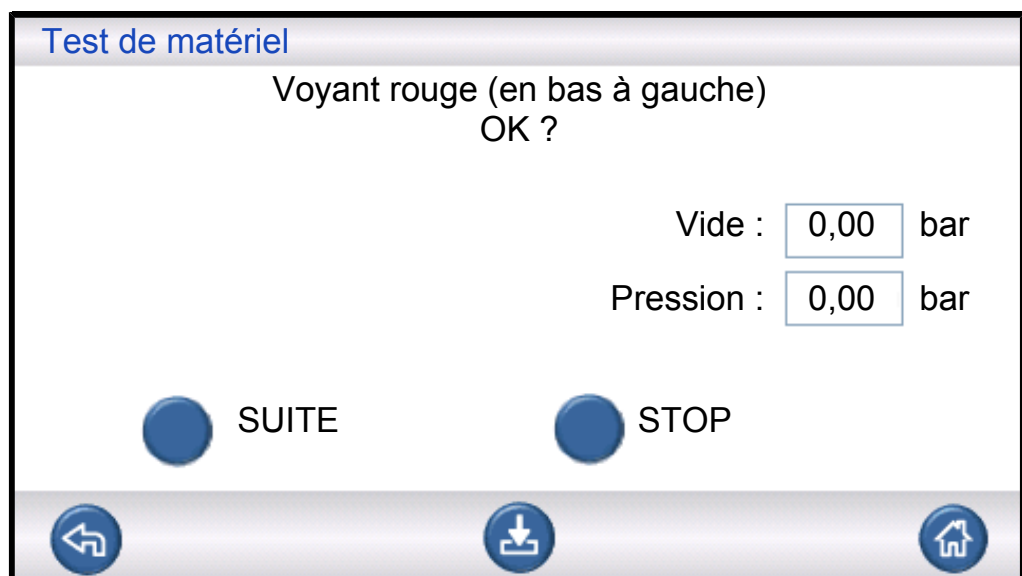 Test de matériel
Voyant rouge (en bas à gauche)
OK ?
Vide : 0,00 bar
Pression : 0,00 bar
SUITE STOP